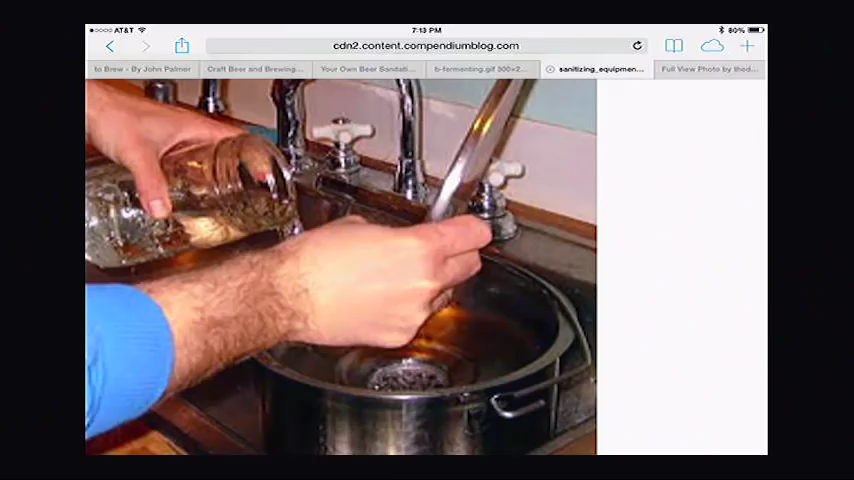 AT&T
7:13 PM
80%
cdn2.content.compendiumblog.com
to Brew - By John Palmer
Craft Beer and Brewing...
Your Own Beer Sanitati...
b-fermenting.gif 300×2...
sanitizing_equipmen...
Full View Photo by thed...